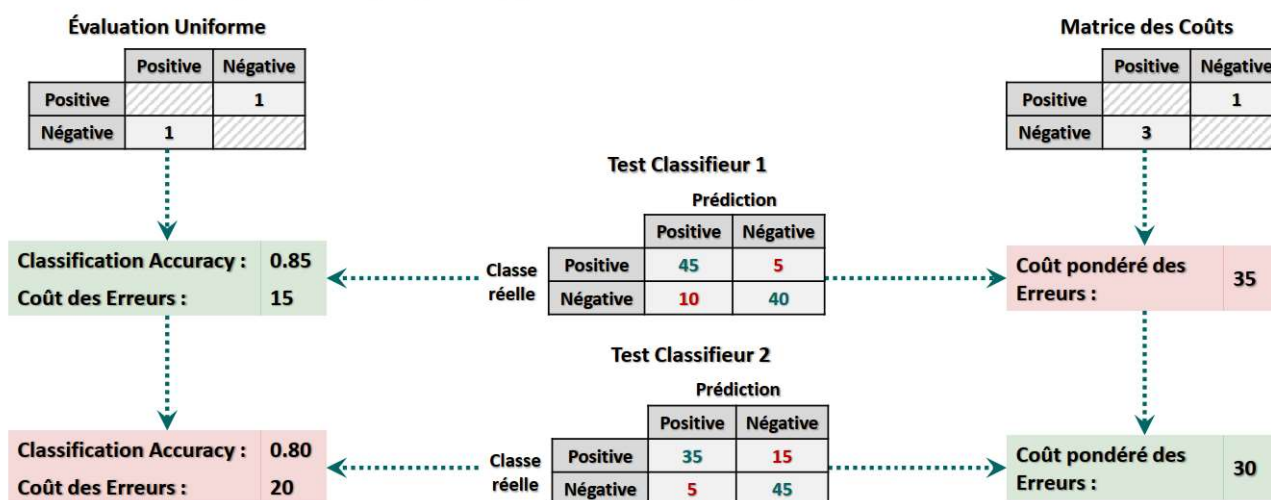 Évaluation Uniforme
Positive Négative
Positive 1
Négative 1
Matrice des Coûts
Positive Négative
Positive 1
Négative 3
Test Classifieur 1
Prédiction
Positive Négative
Classe réelle
Positive 45 5
Négative 10 40
Classification Accuracy : 0.85
Coût des Erreurs : 15
Coût pondéré des
Erreurs : 35
Test Classifieur 2
Prédiction
Positive Négative
Classe réelle
Positive 35 15
Négative 5 45
Classification Accuracy : 0.80
Coût des Erreurs : 20
Coût pondéré des
Erreurs : 30